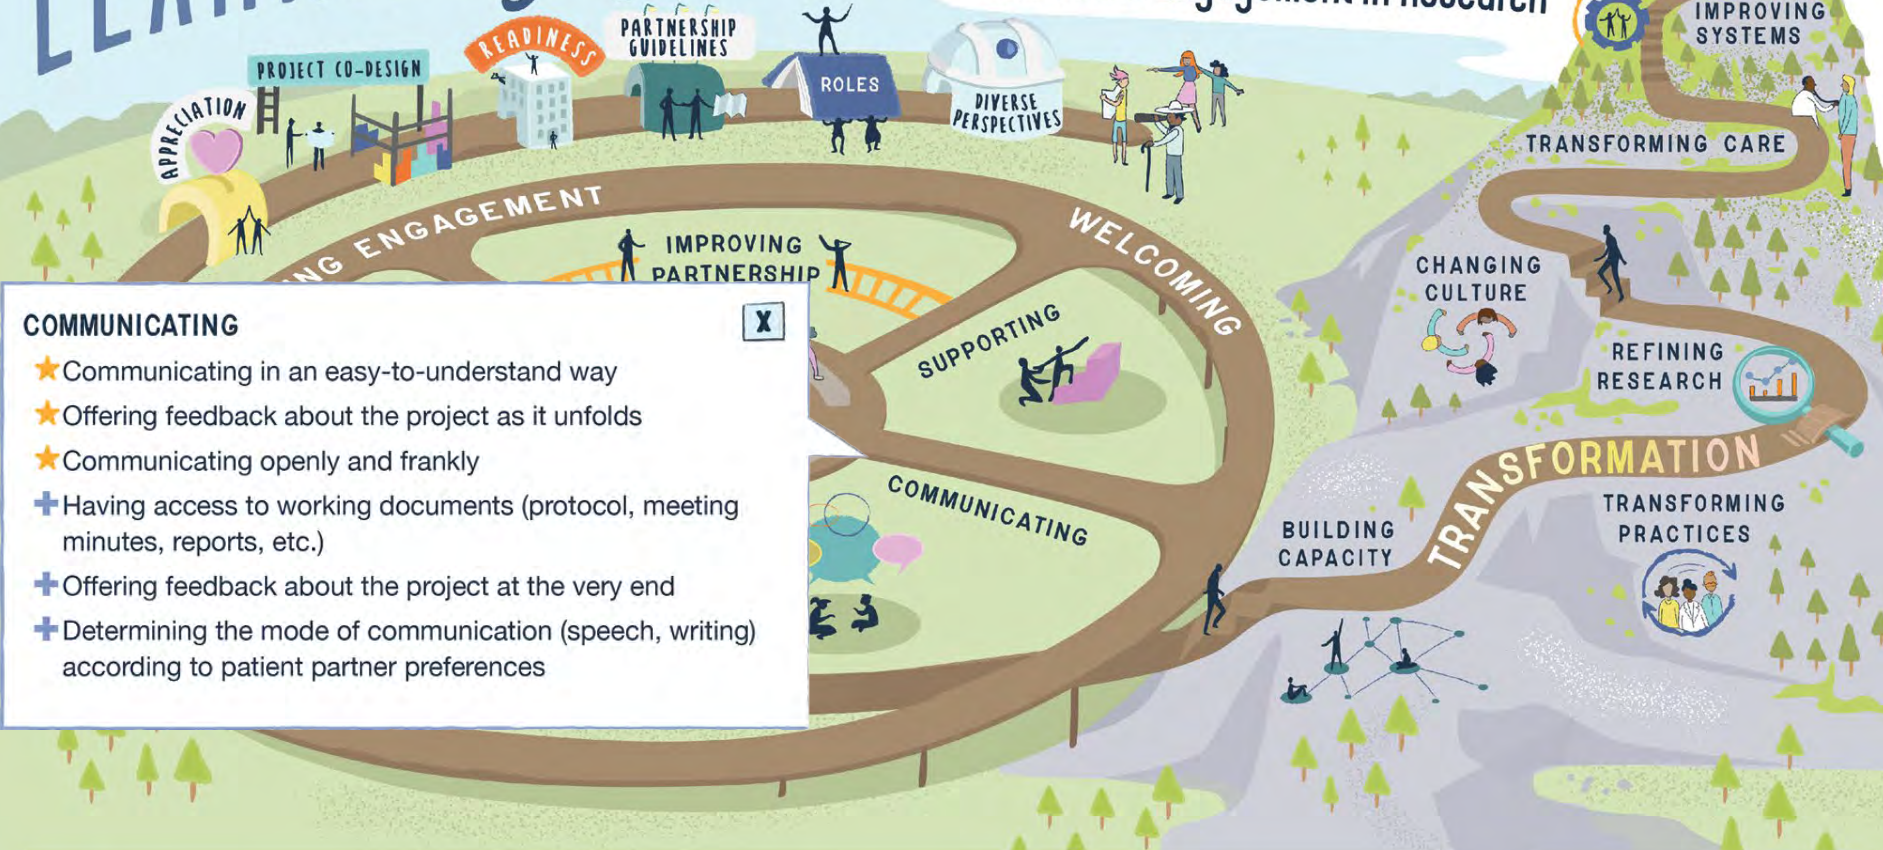 IMPROVING
SYSTEMS
PARTNERSHIP
GUIDELINES
READINESS
PROJECT CO-DESIGN
APPRECIATION
ROLES
DIVERSE
PERSPECTIVES
TRANSFORMING CARE
ENGAGEMENT
WELCOMING
IMPROVING
PARTNERSHIP
SUPPORTING
CHANGING
CULTURE
REFINING
RESEARCH
COMMUNICATING
X
Communicating in an easy-to-understand way
Offering feedback about the project as it unfolds
Communicating openly and frankly
Having access to working documents (protocol, meeting
minutes, reports, etc.)
Offering feedback about the project at the very end
Determining the mode of communication (speech, writing)
according to patient partner preferences
COMMUNICATING
TRANSFORMATION
TRANSFORMING
PRACTICES
BUILDING
CAPACITY